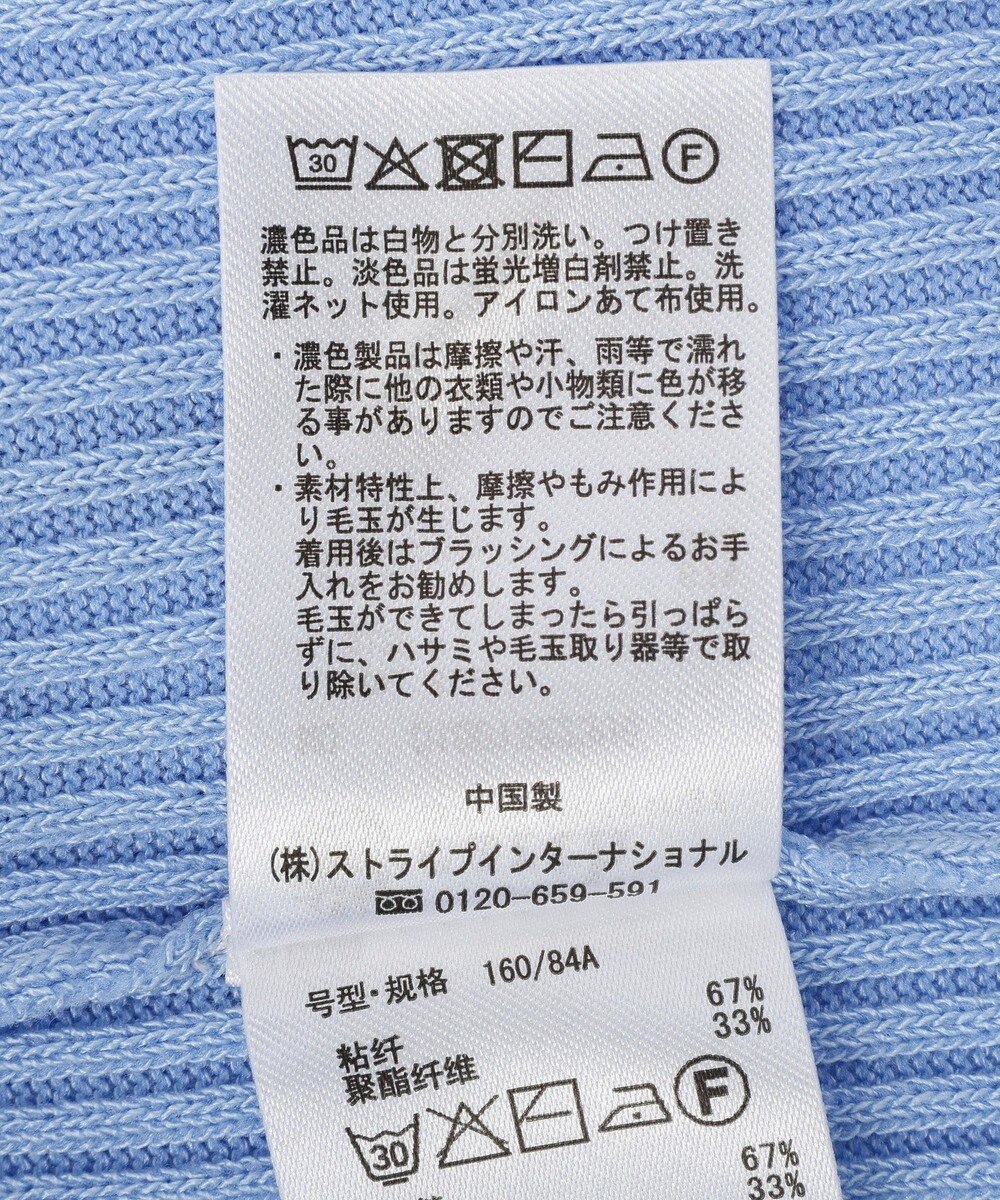 30 F
濃色品は白物と分別洗い。つけ置き
禁止。淡色品は蛍光増白剤禁止。洗
濯ネット使用。アイロンあて布使用。
・濃色製品は摩擦や汗、雨等で濡れ
た際に他の衣類や小物類に色が移
る事がありますのでご注意くださ
い。
・素材特性上、摩擦やもみ作用によ
り毛玉が生じます。
着用後はブラッシングによるお手
入れをお勧めします。
毛玉ができてしまったら引っぱら
ずに、ハサミや毛玉取り器等で取
り除いてください。
中国製
(株)ストライプインターナショナル
0120-659-591
号型・规格 160/84A
67%
33%
粘纤
聚酯纤维
30 F
67%
33%